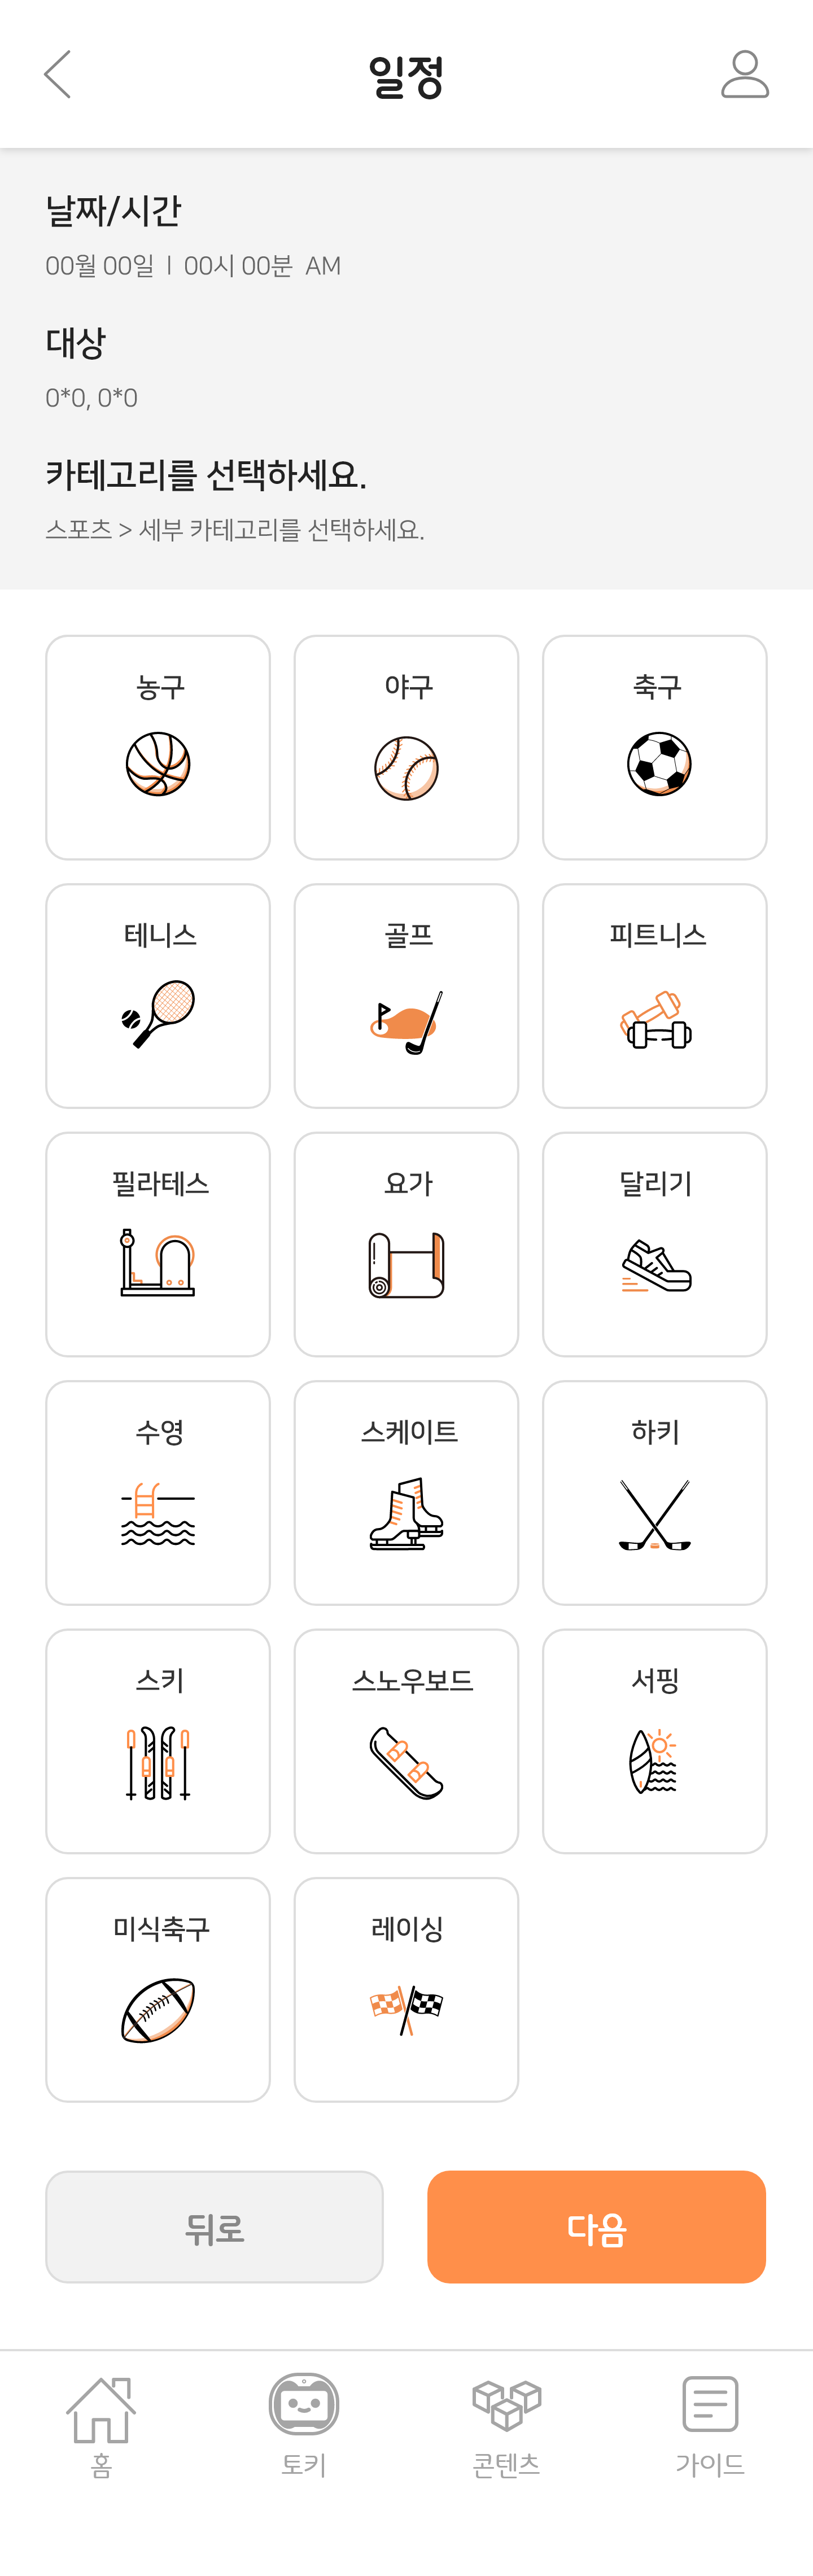 일정
날짜/시간
00월 00일 | 00시 00분 AM
대상
0*0, 0*0
카테고리를 선택하세요.
스포츠 > 세부 카테고리를 선택하세요.
농구 야구 축구
테니스 골프 피트니스
필라테스 요가 달리기
수영 스케이트 하키
스키 스노우보드 서핑
미식축구 레이싱
뒤로 다음
홈 토키 콘텐츠 가이드